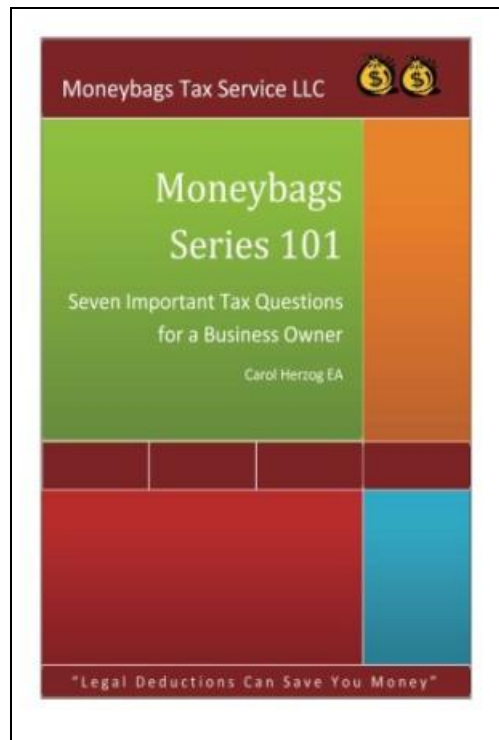 Moneybags Tax Service LLC
Moneybags
Series 101
Seven Important Tax Questions
for a Business Owner
Carol Herzog EA
"Legal Deductions Can Save You Money"